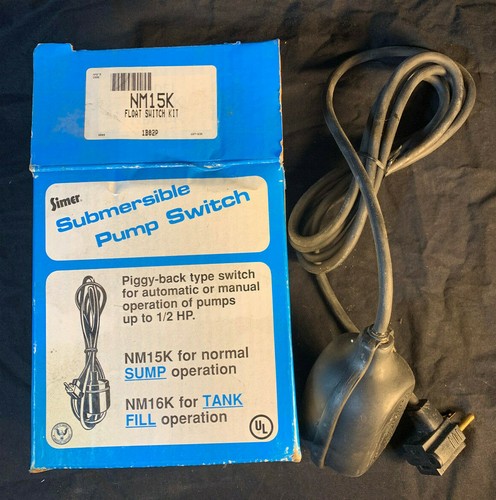 NM15K
FLOAT SWITCH KIT
1B02P
Simer
Submersible
Pump Switch
Piggy-back type switch
for automatic or manual
operation of pumps
up to 1/2 HP.
NM15K for normal
SUMP operation
NM16K for TANK
FILL operation
UL